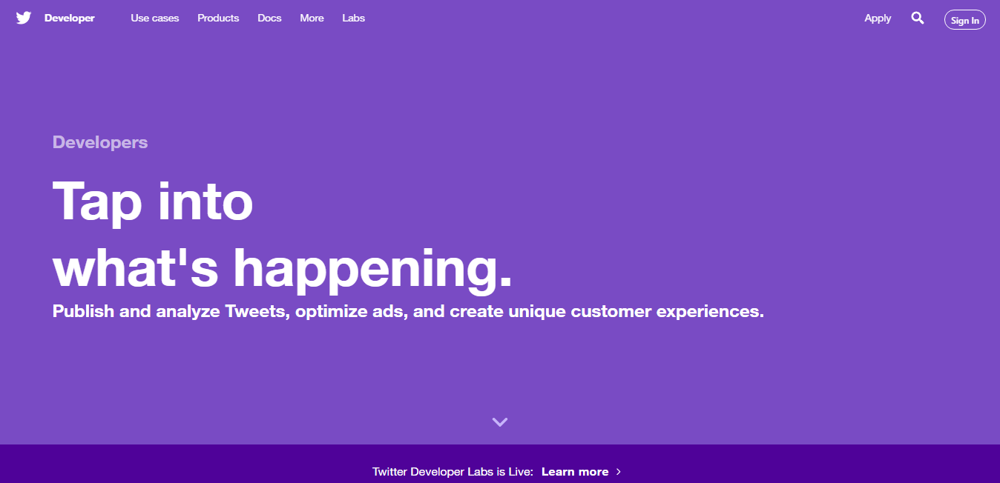 Developer Use cases Products Docs More Labs Apply Sign In
Developers
Tap into
what's happening.
Publish and analyze Tweets, optimize ads, and create unique customer experiences.
Twitter Developer Labs is Live: Learn more